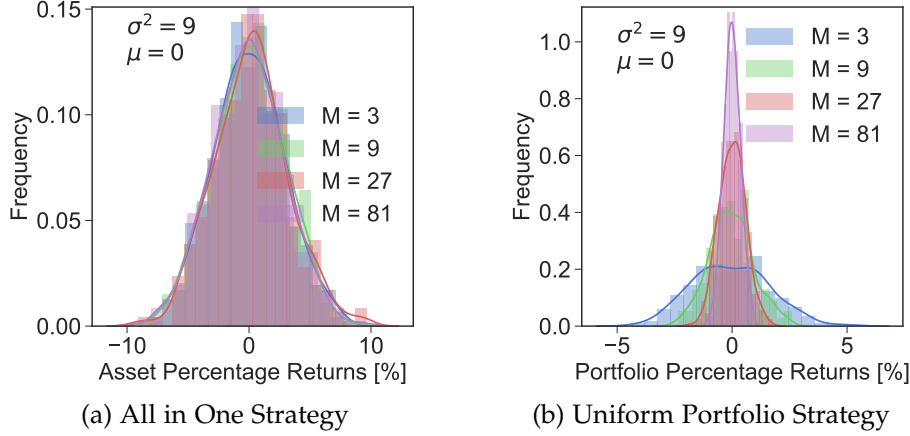 0.15
0.10
0.05
0.00
Frequency
σ² = 9
μ = 0
M = 3
M = 9
M = 27
M = 81
−10
0
10
Asset Percentage Returns [%]
(a) All in One Strategy
1.0
0.8
0.6
0.4
0.2
0.0
Frequency
σ² = 9
μ = 0
M = 3
M = 9
M = 27
M = 81
−5
0
5
Portfolio Percentage Returns [%]
(b) Uniform Portfolio Strategy